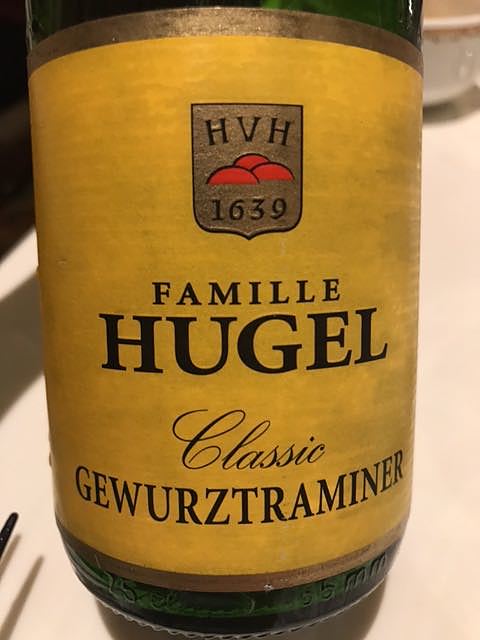 HVH
1639
FAMILLE
HUGEL
Classic
GEWURZTRAMINER